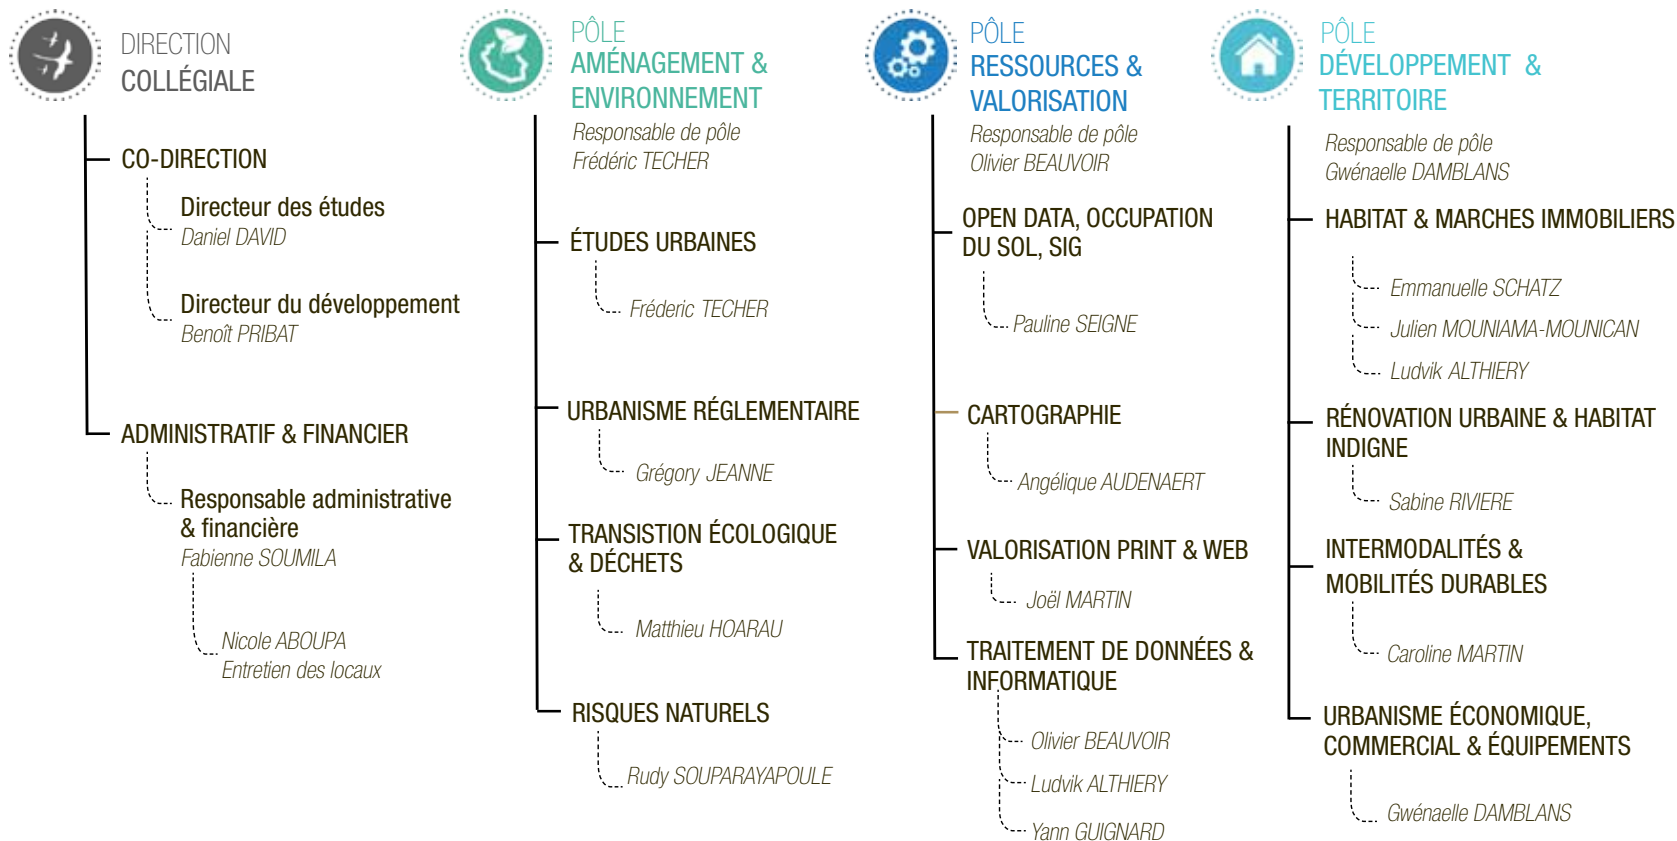 DIRECTION
COLLÉGIALE
CO-DIRECTION
Directeur des études
Daniel DAVID
Directeur du développement
Benoît PRIBAT
ADMINISTRATIF & FINANCIER
Responsable administrative
& financière
Fabienne SOUMILA
Nicole ABOUPA
Entretien des locaux
PÔLE
AMÉNAGEMENT &
ENVIRONNEMENT
Responsable de pôle
Frédéric TECHER
ÉTUDES URBAINES
Fréderic TECHER
URBANISME RÉGLEMENTAIRE
Grégory JEANNE
TRANSISTION ÉCOLOGIQUE
& DÉCHETS
Matthieu HOARAU
RISQUES NATURELS
Rudy SOUPARAYAPOULE
PÔLE
RESSOURCES &
VALORISATION
Responsable de pôle
Olivier BEAUVOIR
OPEN DATA, OCCUPATION
DU SOL, SIG
Pauline SEIGNE
CARTOGRAPHIE
Angélique AUDENAERT
VALORISATION PRINT & WEB
Joël MARTIN
TRAITEMENT DE DONNÉES &
INFORMATIQUE
Olivier BEAUVOIR
Ludvik ALTHIERY
Yann GUIGNARD
PÔLE
DÉVELOPPEMENT &
TERRITOIRE
Responsable de pôle
Gwénaelle DAMBLANS
HABITAT & MARCHES IMMOBILIERS
Emmanuelle SCHATZ
Julien MOUNIAMA-MOUNICAN
Ludvik ALTHIERY
RÉNOVATION URBAINE & HABITAT
INDIGNE
Sabine RIVIERE
INTERMODALITÉS &
MOBILITÉS DURABLES
Caroline MARTIN
URBANISME ÉCONOMIQUE,
COMMERCIAL & ÉQUIPEMENTS
Gwénaelle DAMBLANS